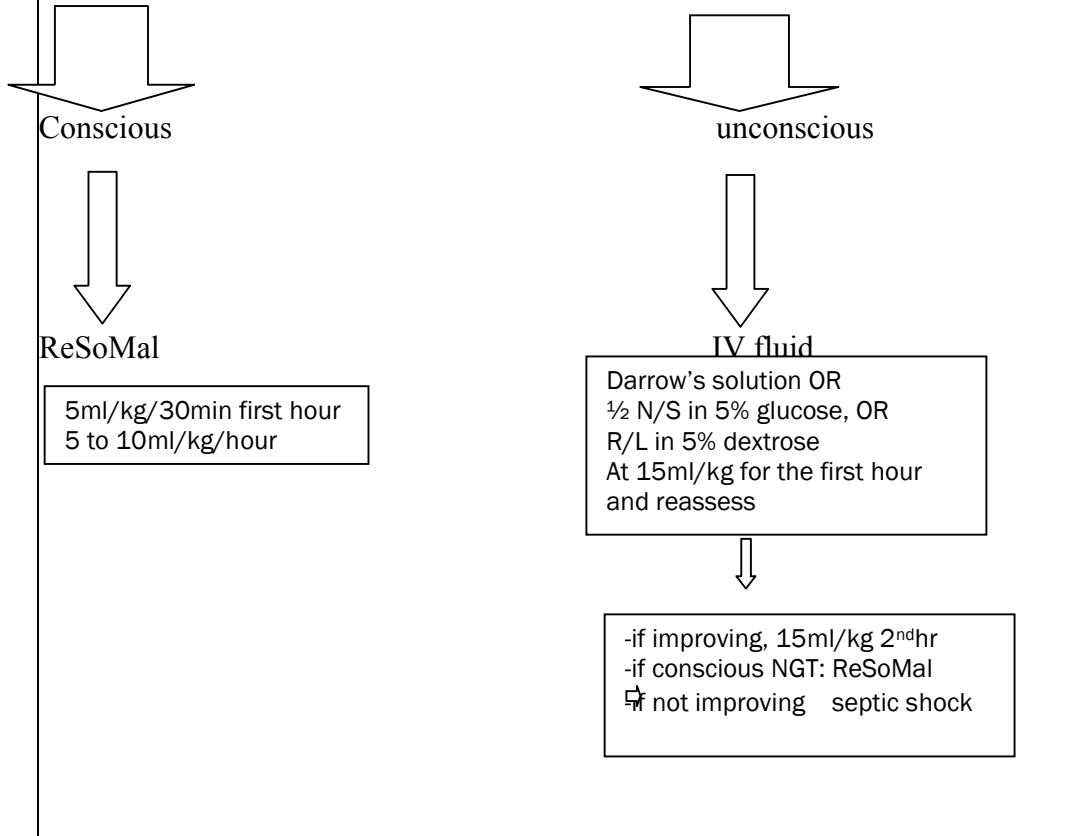 Conscious
ReSoMal
5ml/kg/30min first hour
5 to 10ml/kg/hour
unconscious
IV fluid
Darrow’s solution OR
½ N/S in 5% glucose, OR
R/L in 5% dextrose
At 15ml/kg for the first hour
and reassess
-if improving, 15ml/kg 2ndhr
-if conscious NGT: ReSoMal
-if not improving septic shock